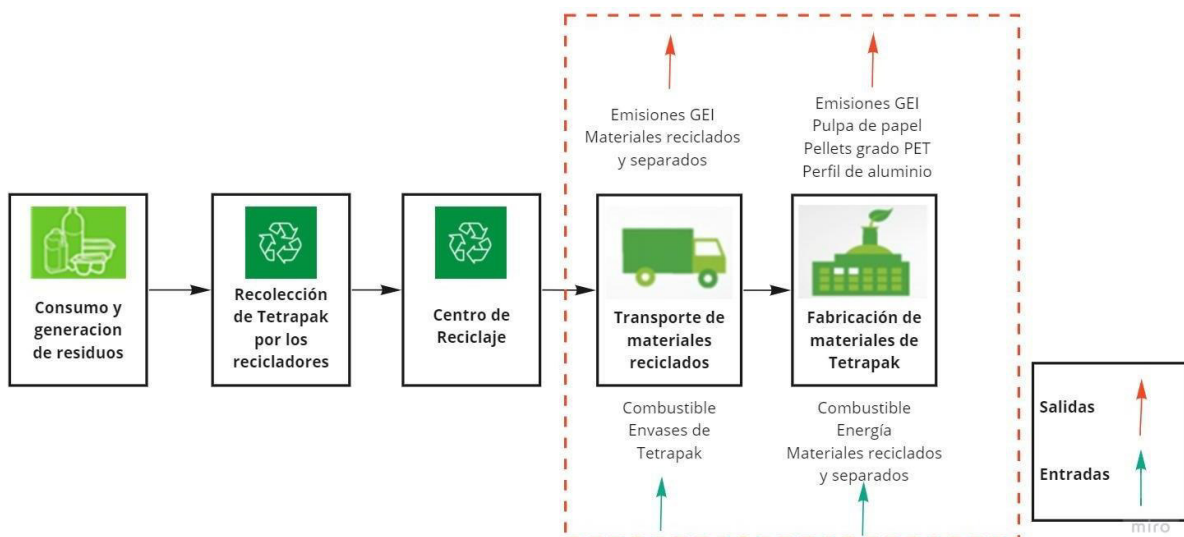 Emisiones GEI
Materiales reciclados
y separados
Emisiones GEI
Pulpa de papel
Pellets grado PET
Perfil de aluminio
Consumo y
generacion
de residuos
Recolección
de Tetrapak
por los
recicladores
Centro de
Reciclaje
Transporte de
materiales
reciclados
Fabricación de
materiales de
Tetrapak
Combustible
Envases de
Tetrapak
Combustible
Energía
Materiales reciclados
y separados
Salidas
Entradas
miro